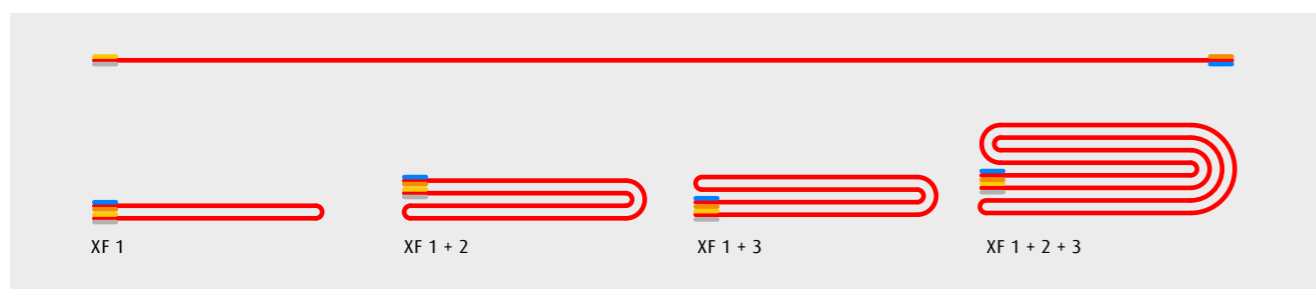 XF 1
XF 1 + 2
XF 1 + 3
XF 1 + 2 + 3